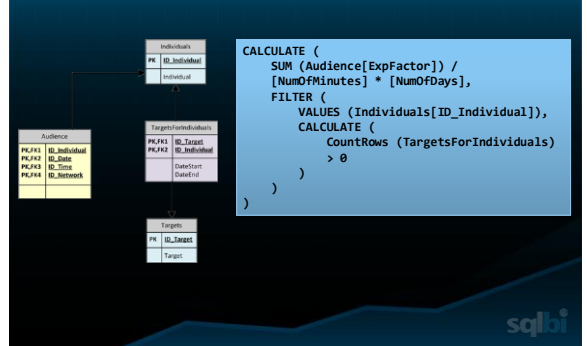 Individuals
PK ID_Individual
Individual
TargetsForIndividuals
PK,FK1 ID_Target
PK,FK2 ID_Individual
DateStart
DateEnd
Audience
PK,FK1 ID_Individual
PK,FK2 ID_Date
PK,FK3 ID_Time
PK,FK4 ID_Network
Targets
PK ID_Target
Target
CALCULATE (
SUM (Audience[ExpFactor]) /
[NumOfMinutes] * [NumOfDays],
FILTER (
VALUES (Individuals[ID_Individual]),
CALCULATE (
CountRows (TargetsForIndividuals)
> 0
)
)
)
sqlbi